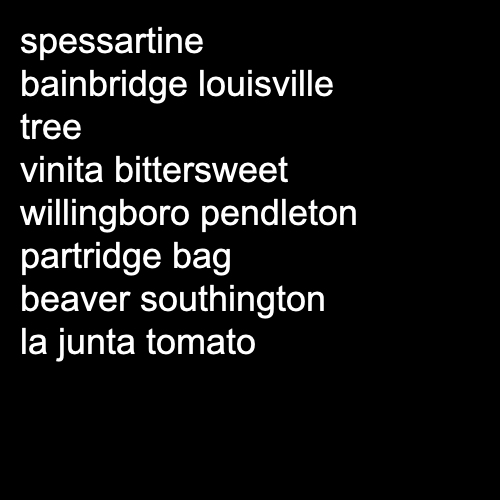 spessartine
bainbridge louisville
tree
vinita bittersweet
willingboro pendleton
partridge bag
beaver southington
la junta tomato